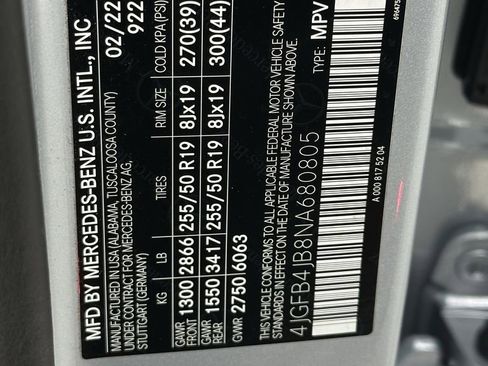 MFD BY MERCEDES-BENZ U.S. INTL., INC 02/22
MANUFACTURED IN USA (ALABAMA, TUSCALOOSA COUNTY) 922
FOR MERCEDES-BENZ AG,
STUTTGART (GERMANY)
KG LB TIRES RIM SIZE COLD KPA(PSI)
GAWR FRONT 1300 2866 255/50 R19 8Jx19 270(39)
GAWR REAR 1550 3417 255/50 R19 8Jx19 300(44)
GVWR 2750 6063
THIS VEHICLE CONFORMS TO ALL APPLICABLE FEDERAL MOTOR VEHICLE SAFETY
STANDARDS IN EFFECT ON THE DATE OF MANUFACTURE SHOWN ABOVE.
4JGFB4JB8NA680805 MPV
A 000 817 52 04